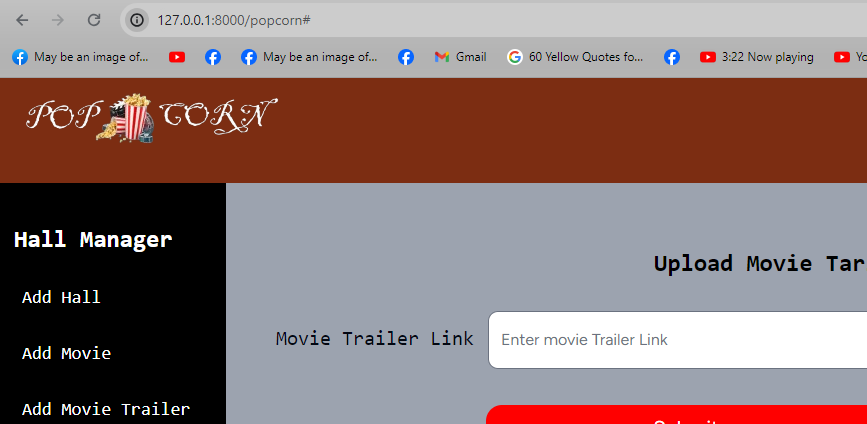 127.0.0.1:8000/popcorn#
May be an image of... May be an image of... Gmail 60 Yellow Quotes fo... 3:22 Now playing Yo
POP CORN
Hall Manager
Upload Movie Tar
Add Hall
Movie Trailer Link Enter movie Trailer Link
Add Movie
Add Movie Trailer